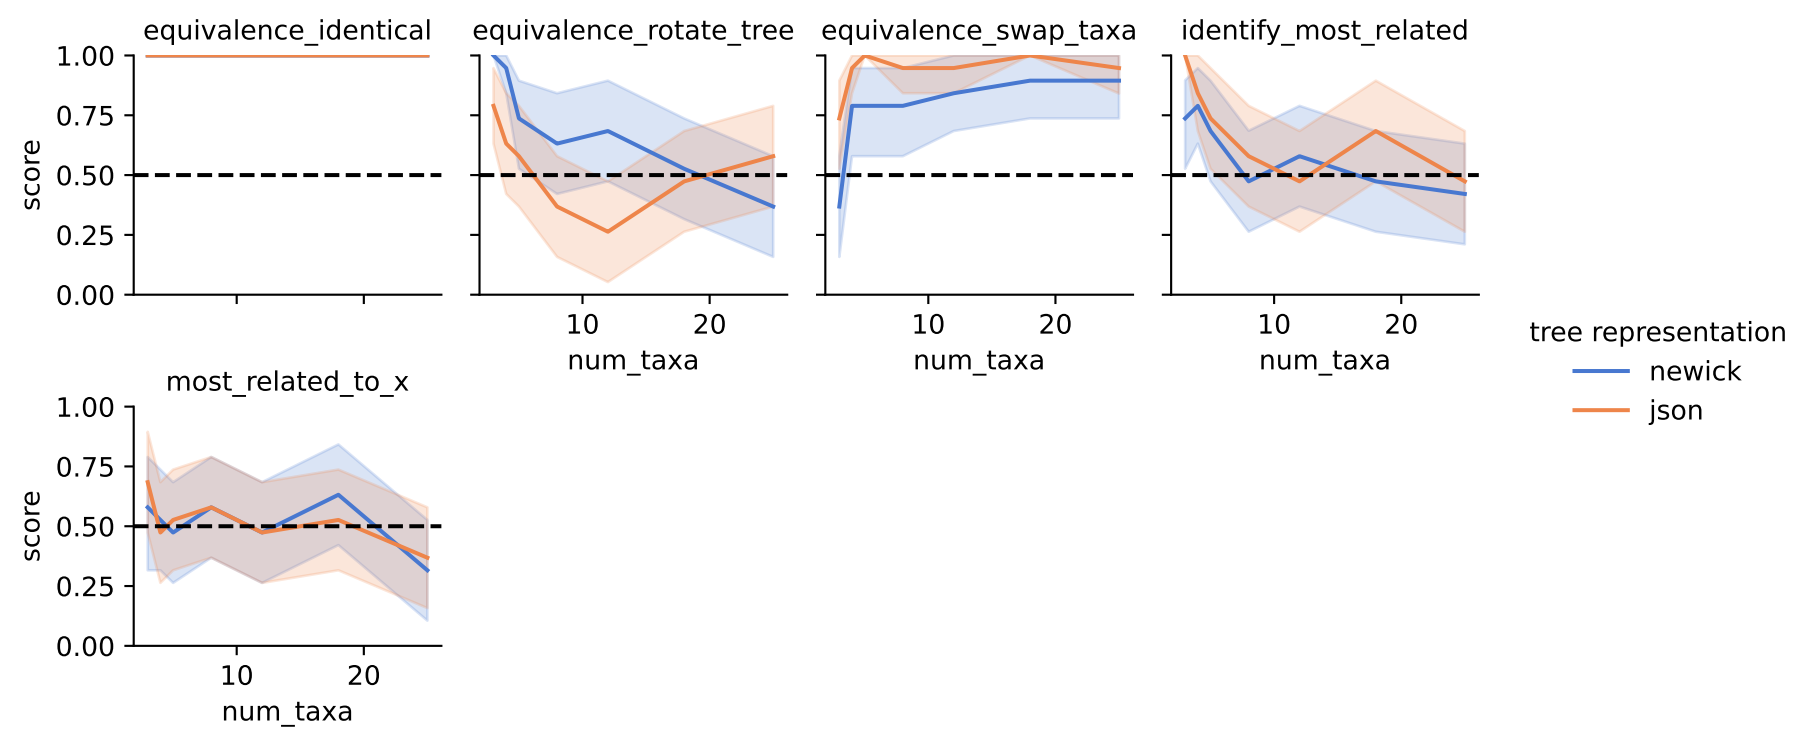 equivalence_identical
equivalence_rotate_tree
equivalence_swap_taxa
identify_most_related
1.00
0.75
0.50
0.25
0.00
score
10
20
num_taxa
10
20
num_taxa
10
20
num_taxa
tree representation
newick
json
most_related_to_x
1.00
0.75
0.50
0.25
0.00
score
10
20
num_taxa